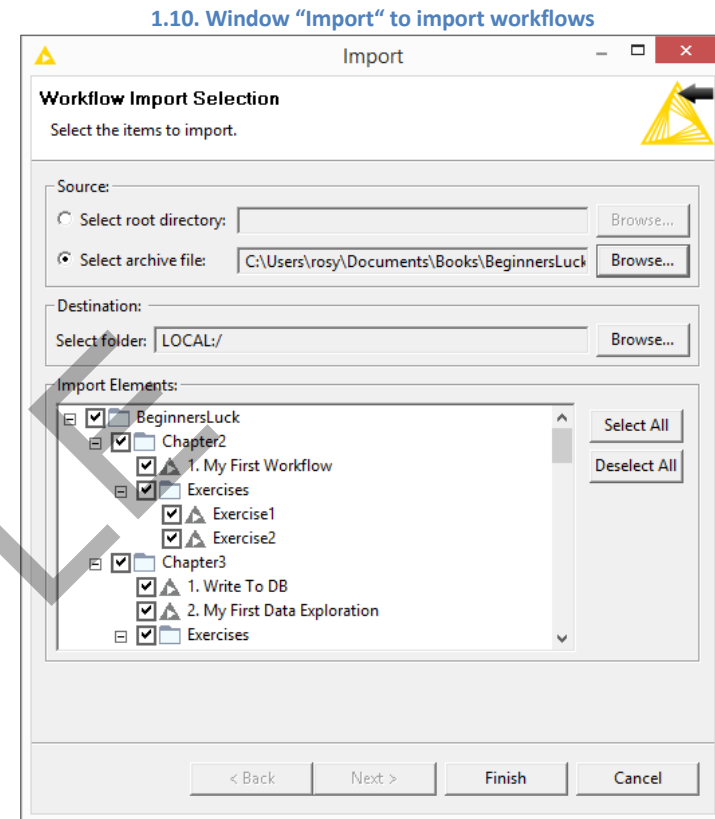 1.10. Window “Import“ to import workflows
Import
Workflow Import Selection
Select the items to import.
Source:
Select root directory: Browse...
Select archive file: C:\Users\rosy\Documents\Books\BeginnersLuck Browse...
Destination:
Select folder: LOCAL:/ Browse...
Import Elements:
BeginnersLuck Select All
Chapter2
1. My First Workflow Deselect All
Exercises
Exercise1
Exercise2
Chapter3
1. Write To DB
2. My First Data Exploration
Exercises
< Back Next > Finish Cancel
LE